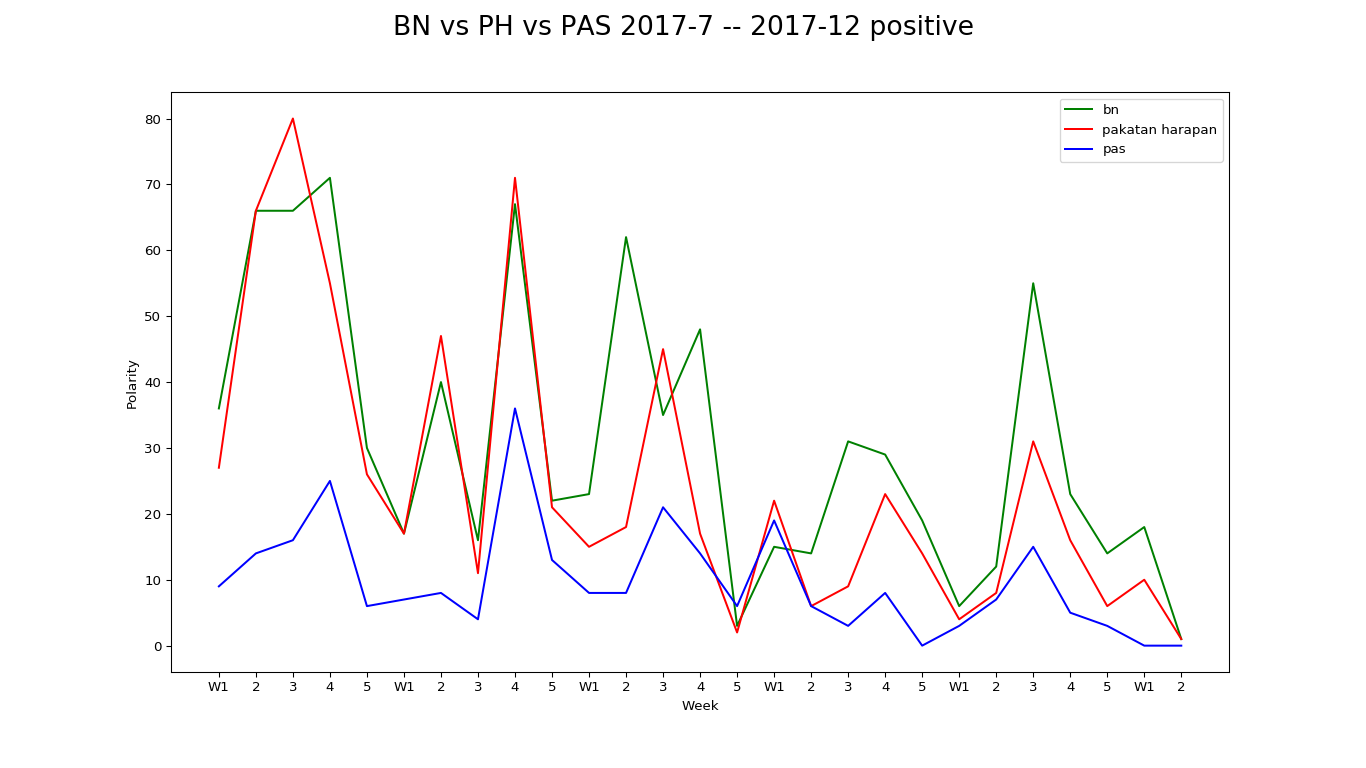 BN vs PH vs PAS 2017-7 -- 2017-12 positive
bn
pakatan harapan
pas
80
70
60
50
40
30
20
10
0
Polarity
W1 2 3 4 5 W1 2 3 4 5 W1 2 3 4 5 W1 2 3 4 5 W1 2 3 4 5 W1 2
Week